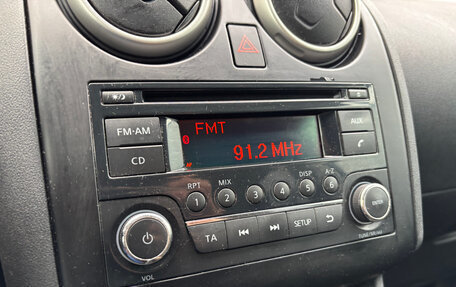 FM•AM
FMT
AUX
91.2 MHz
CD
RPT
MIX
DISP
A-Z
1
2
3
4
5
6
TA
SETUP
VOL